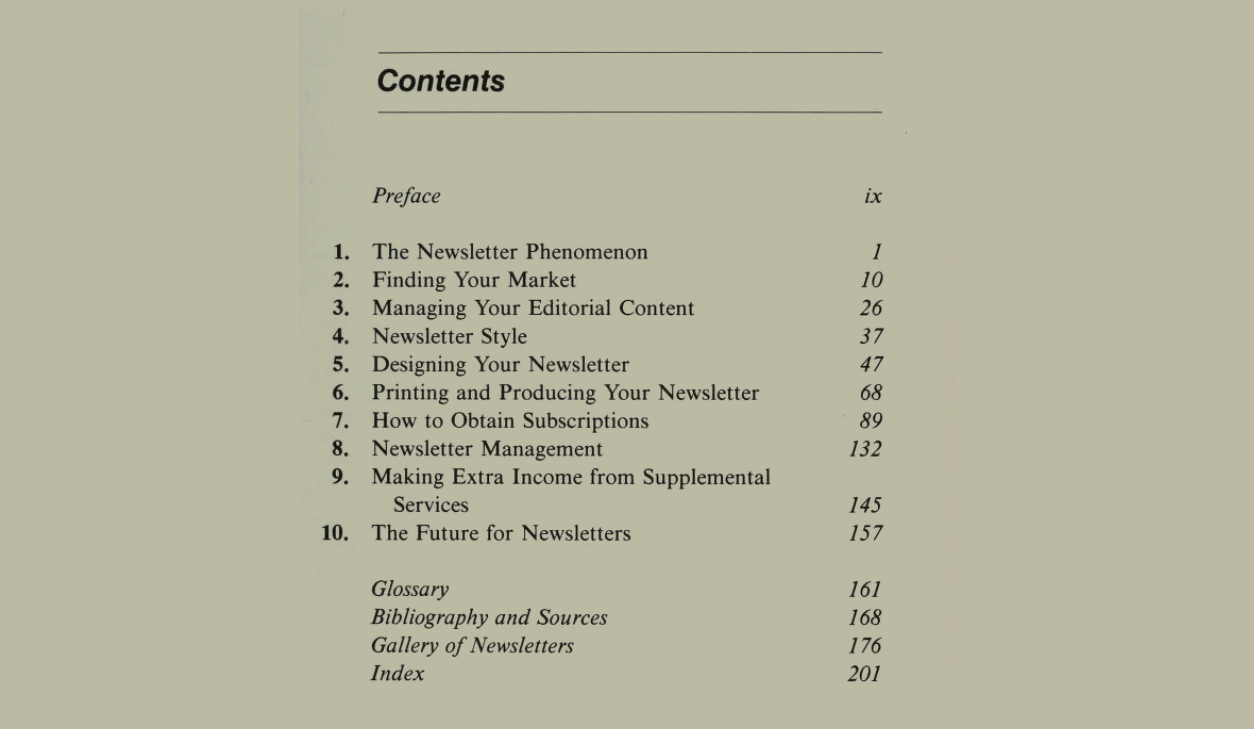 Contents
Preface ix
1. The Newsletter Phenomenon 1
2. Finding Your Market 10
3. Managing Your Editorial Content 26
4. Newsletter Style 37
5. Designing Your Newsletter 47
6. Printing and Producing Your Newsletter 68
7. How to Obtain Subscriptions 89
8. Newsletter Management 132
9. Making Extra Income from Supplemental
Services 145
10. The Future for Newsletters 157
Glossary 161
Bibliography and Sources 168
Gallery of Newsletters 176
Index 201